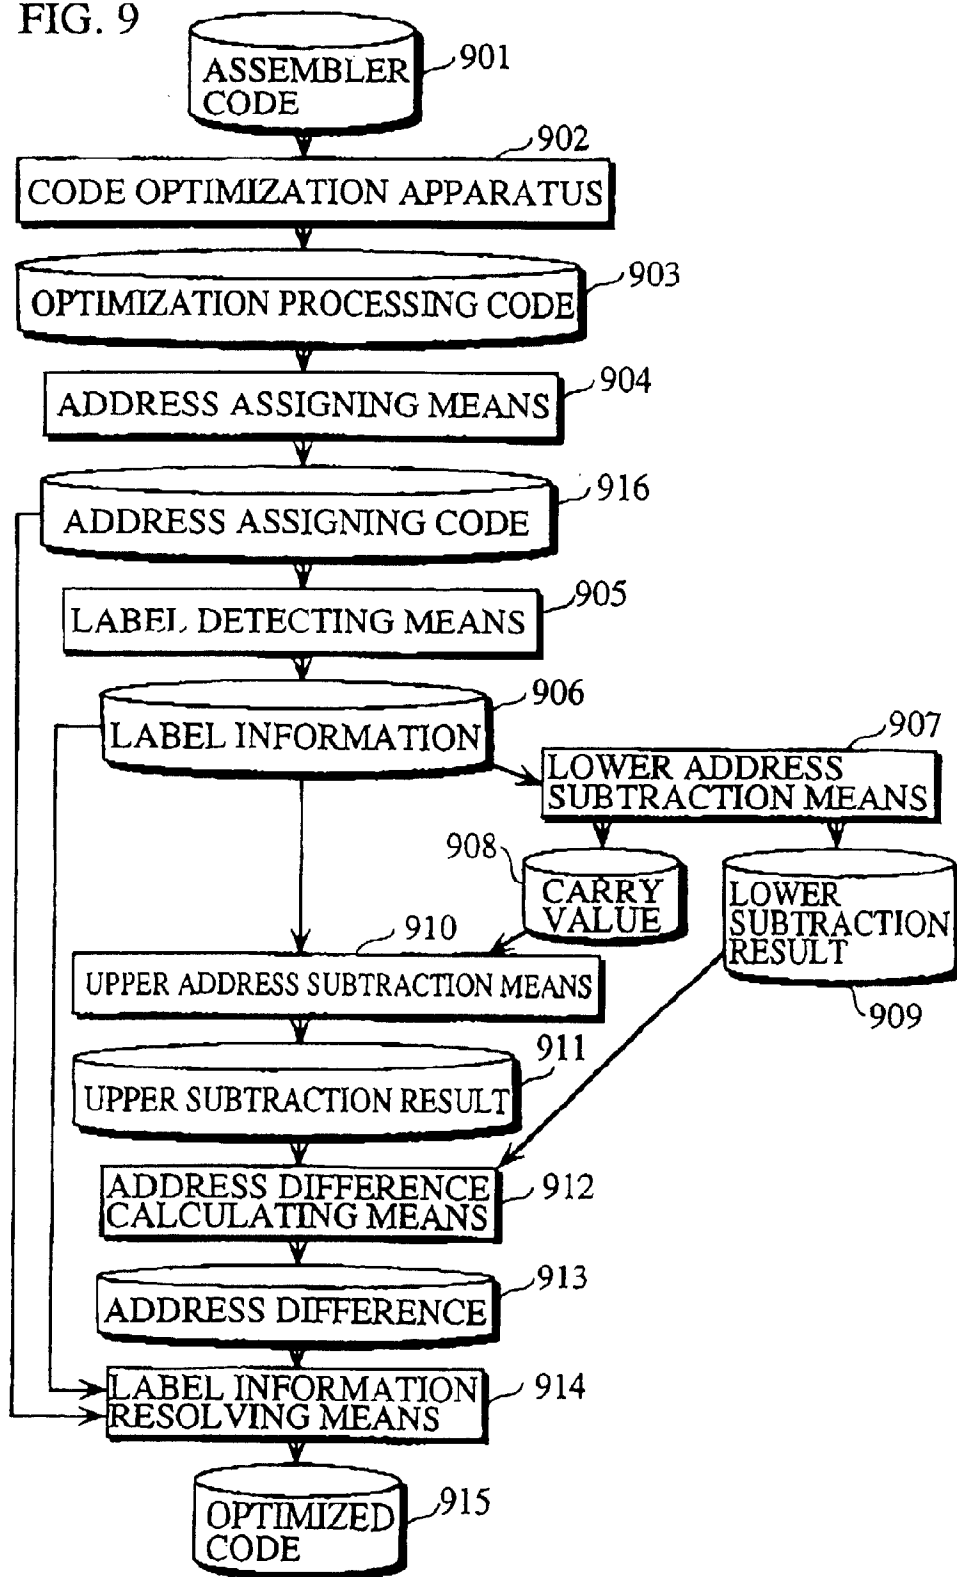 FIG. 9
ASSEMBLER
CODE
901
902
CODE OPTIMIZATION APPARATUS
903
OPTIMIZATION PROCESSING CODE
904
ADDRESS ASSIGNING MEANS
916
ADDRESS ASSIGNING CODE
905
LABEL DETECTING MEANS
906
LABEL INFORMATION
907
LOWER ADDRESS
SUBTRACTION MEANS
908
CARRY
VALUE
LOWER
SUBTRACTION
RESULT
909
910
UPPER ADDRESS SUBTRACTION MEANS
911
UPPER SUBTRACTION RESULT
ADDRESS DIFFERENCE
CALCULATING MEANS
912
913
ADDRESS DIFFERENCE
LABEL INFORMATION
RESOLVING MEANS
914
OPTIMIZED
CODE
915